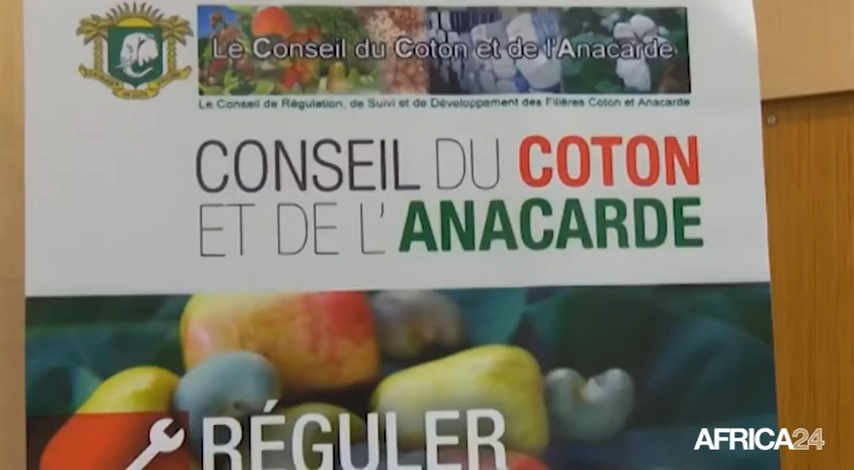 Le Conseil du Coton et de l'Anacarde
Le Conseil de Régulation, de Suivi et de Développement des Filières Coton et Anacarde
CONSEIL DU COTON
ET DE L'ANACARDE
RÉGULER
AFRICA24